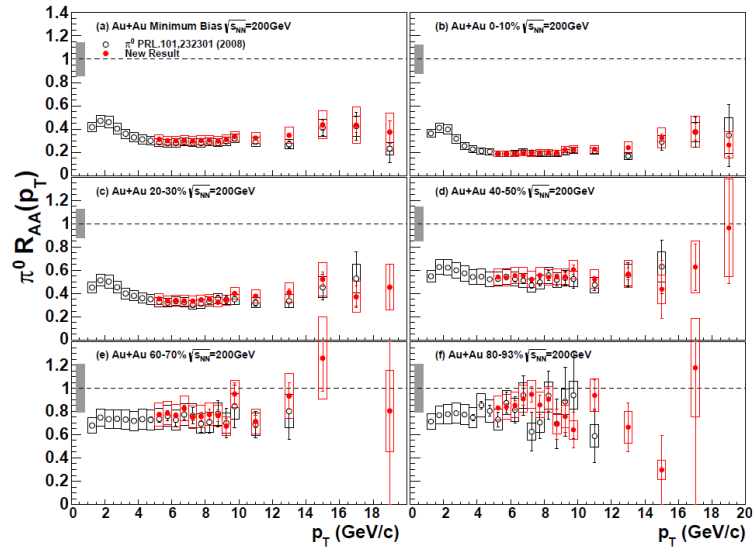 (a) Au+Au Minimum Bias √sNN=200GeV
π0 PRL.101,232301 (2008)
New Result
(b) Au+Au 0-10% √sNN=200GeV
1.4
1.2
1
0.8
0.6
0.4
0.2
0
(c) Au+Au 20-30% √sNN=200GeV
(d) Au+Au 40-50% √sNN=200GeV
1.2
1
0.8
0.6
0.4
0.2
0
(e) Au+Au 60-70% √sNN=200GeV
(f) Au+Au 80-93% √sNN=200GeV
1.2
1
0.8
0.6
0.4
0.2
0
π0 RAA(pT)
0 2 4 6 8 10 12 14 16 18
0 2 4 6 8 10 12 14 16 18 20
pT (GeV/c)
pT (GeV/c)